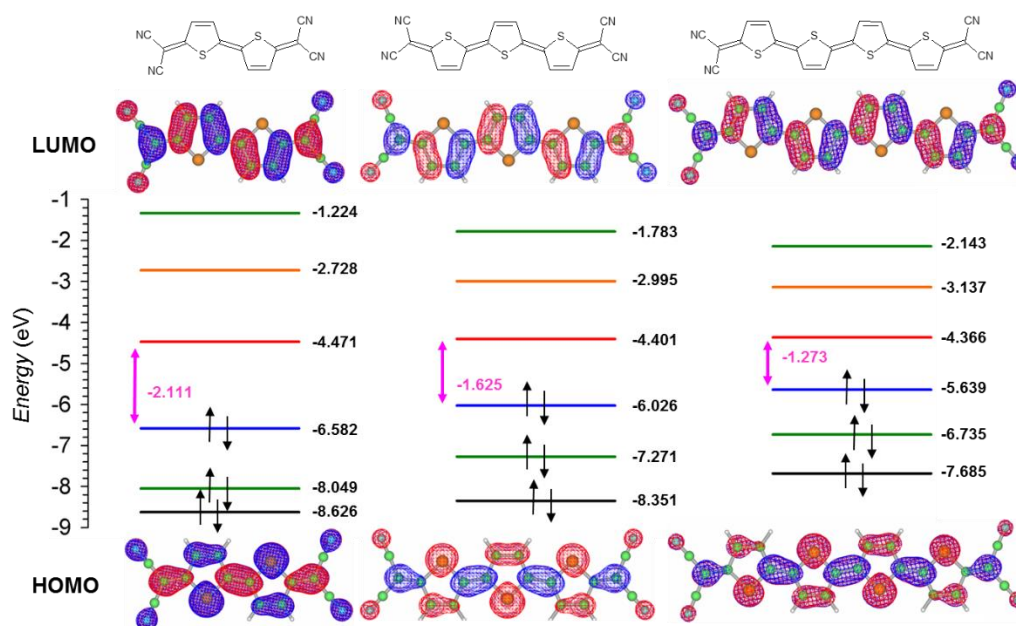 NC
CN
S
S
NC
CN
NC
CN
S
S
S
NC
CN
NC
CN
S
S
S
S
NC
CN
LUMO
-1
-2
-3
-4
-5
-6
-7
-8
-9
Energy (eV)
-1.224
-2.728
-4.471
-2.111
-6.582
-8.049
-8.626
-1.783
-2.995
-4.401
-1.625
-6.026
-7.271
-8.351
-2.143
-3.137
-4.366
-1.273
-5.639
-6.735
-7.685
HOMO